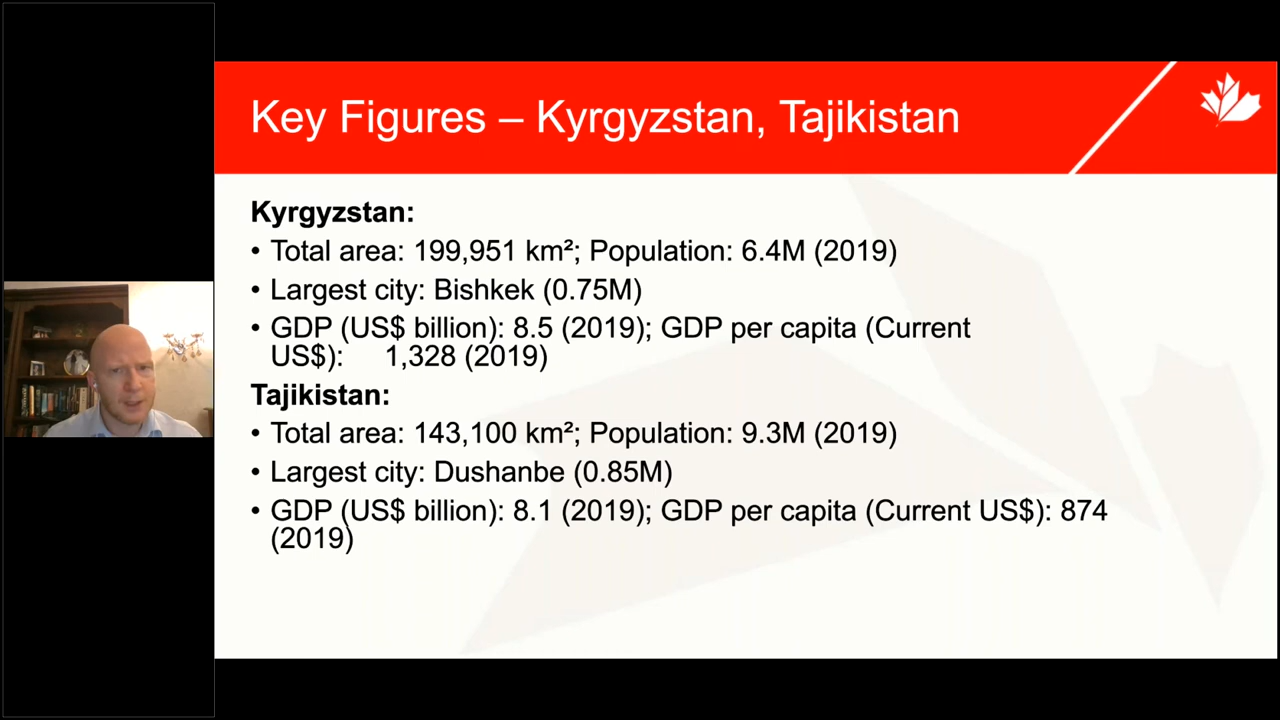 Key Figures – Kyrgyzstan, Tajikistan
Kyrgyzstan:
• Total area: 199,951 km²; Population: 6.4M (2019)
• Largest city: Bishkek (0.75M)
• GDP (US$ billion): 8.5 (2019); GDP per capita (Current
US$): 1,328 (2019)
Tajikistan:
• Total area: 143,100 km²; Population: 9.3M (2019)
• Largest city: Dushanbe (0.85M)
• GDP (US$ billion): 8.1 (2019); GDP per capita (Current US$): 874
(2019)